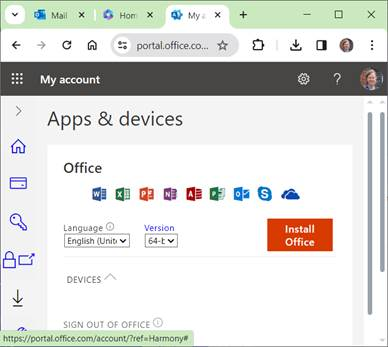 Mail
Hom
My a
portal.office.co...
My account
Apps & devices
Office
Language
Version
English (Unit
64-b
Install
Office
DEVICES
SIGN OUT OF OFFICE
https://portal.office.com/account/?ref=Harmony#